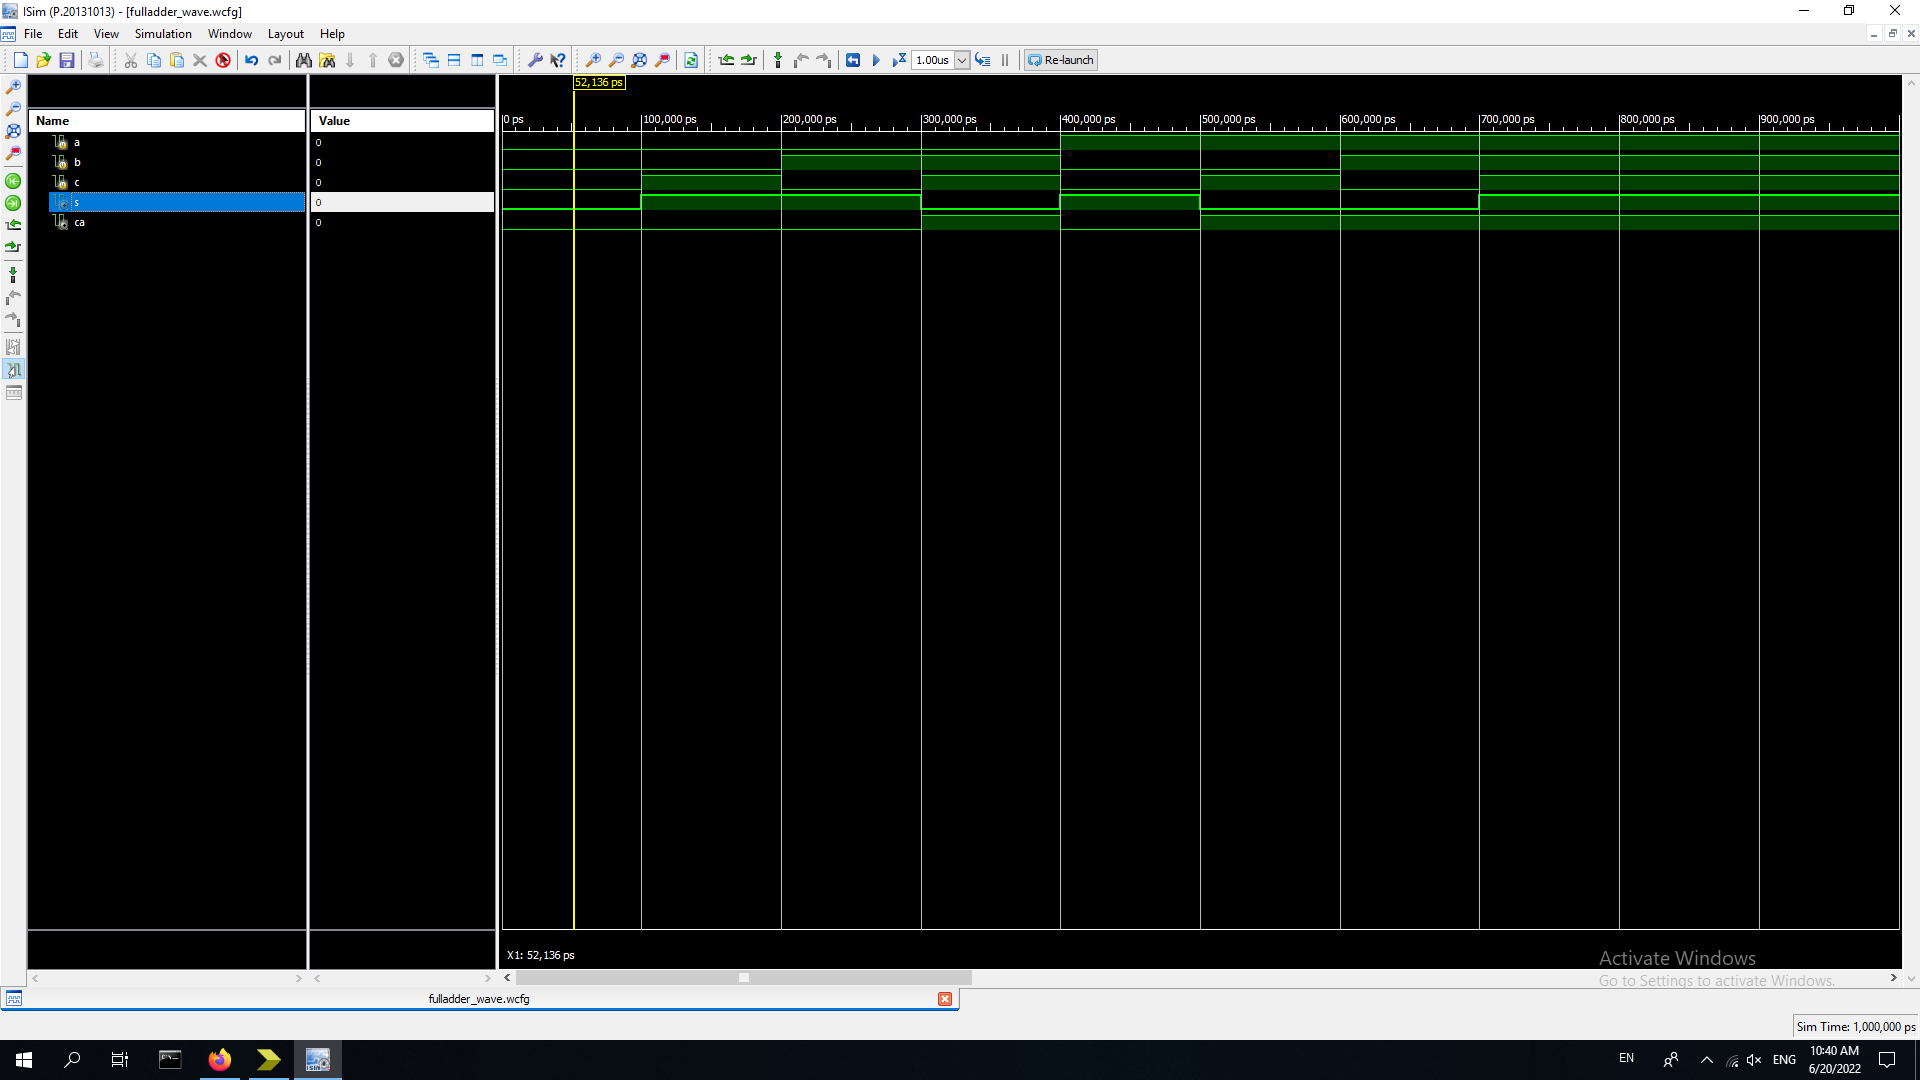 ISim (P.20131013) - [fulladder_wave.wcfg]
File Edit View Simulation Window Layout Help
1.00us Re-launch
52,136 ps
Name Value
0 ps 100,000 ps 200,000 ps 300,000 ps 400,000 ps 500,000 ps 600,000 ps 700,000 ps 800,000 ps 900,000 ps
a 0
b 0
c 0
s 0
ca 0
X1: 52,136 ps
Activate Windows
Go to Settings to activate Windows.
fulladder_wave.wcfg
Sim Time: 1,000,000 ps
EN ENG 10:40 AM
6/20/2022